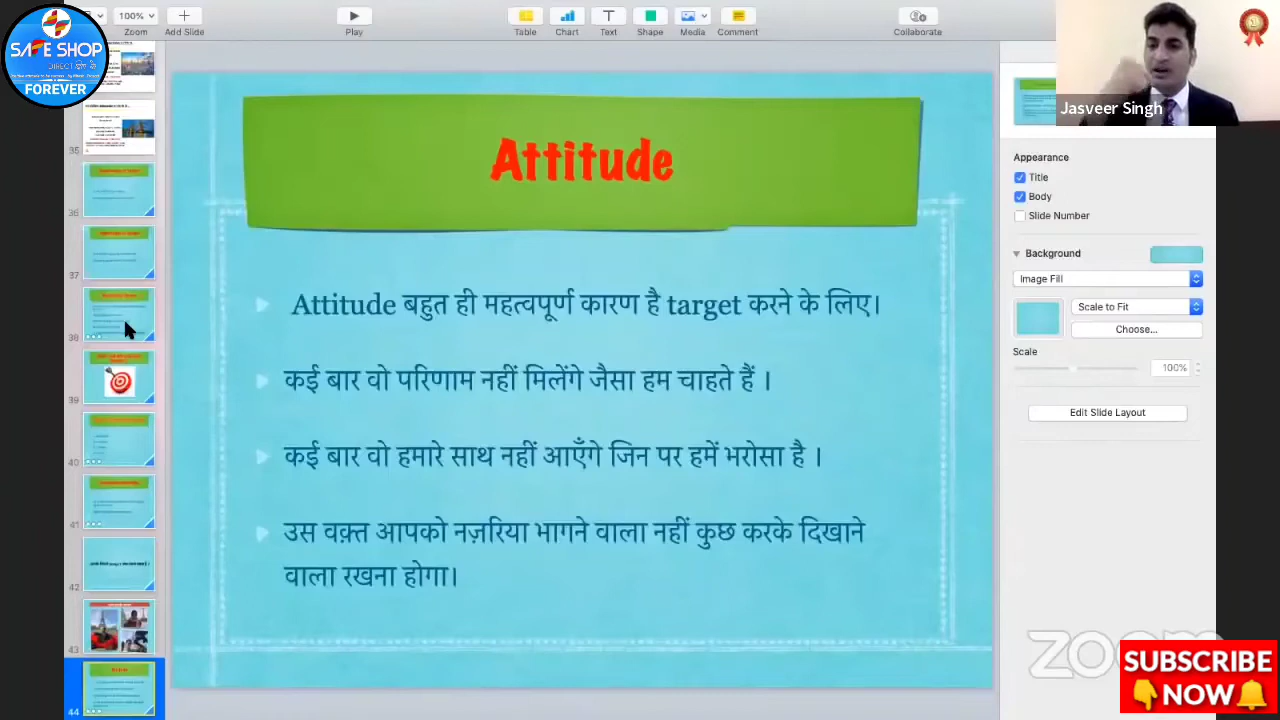 100%
Zoom
Add Slide
Play
Table
Chart
Text
Shape
Media
Comment
Collaborate
SAFE SHOP
DIRECT
FOREVER
Jasveer Singh
Attitude
Attitude बहुत ही महत्वपूर्ण कारण है target करने के लिए।
कई बार वो परिणाम नहीं मिलेंगे जैसा हम चाहते हैं ।
कई बार वो हमारे साथ नहीं आएँगे जिन पर हमें भरोसा है ।
उस वक़्त आपको नज़रिया भागने वाला नहीं कुछ करके दिखाने
वाला रखना होगा।
35
36
37
38
39
40
41
42
43
44
Appearance
Title
Body
Slide Number
Background
Image Fill
Scale to Fit
Choose...
Scale
100%
Edit Slide Layout
zoom
SUBSCRIBE
NOW